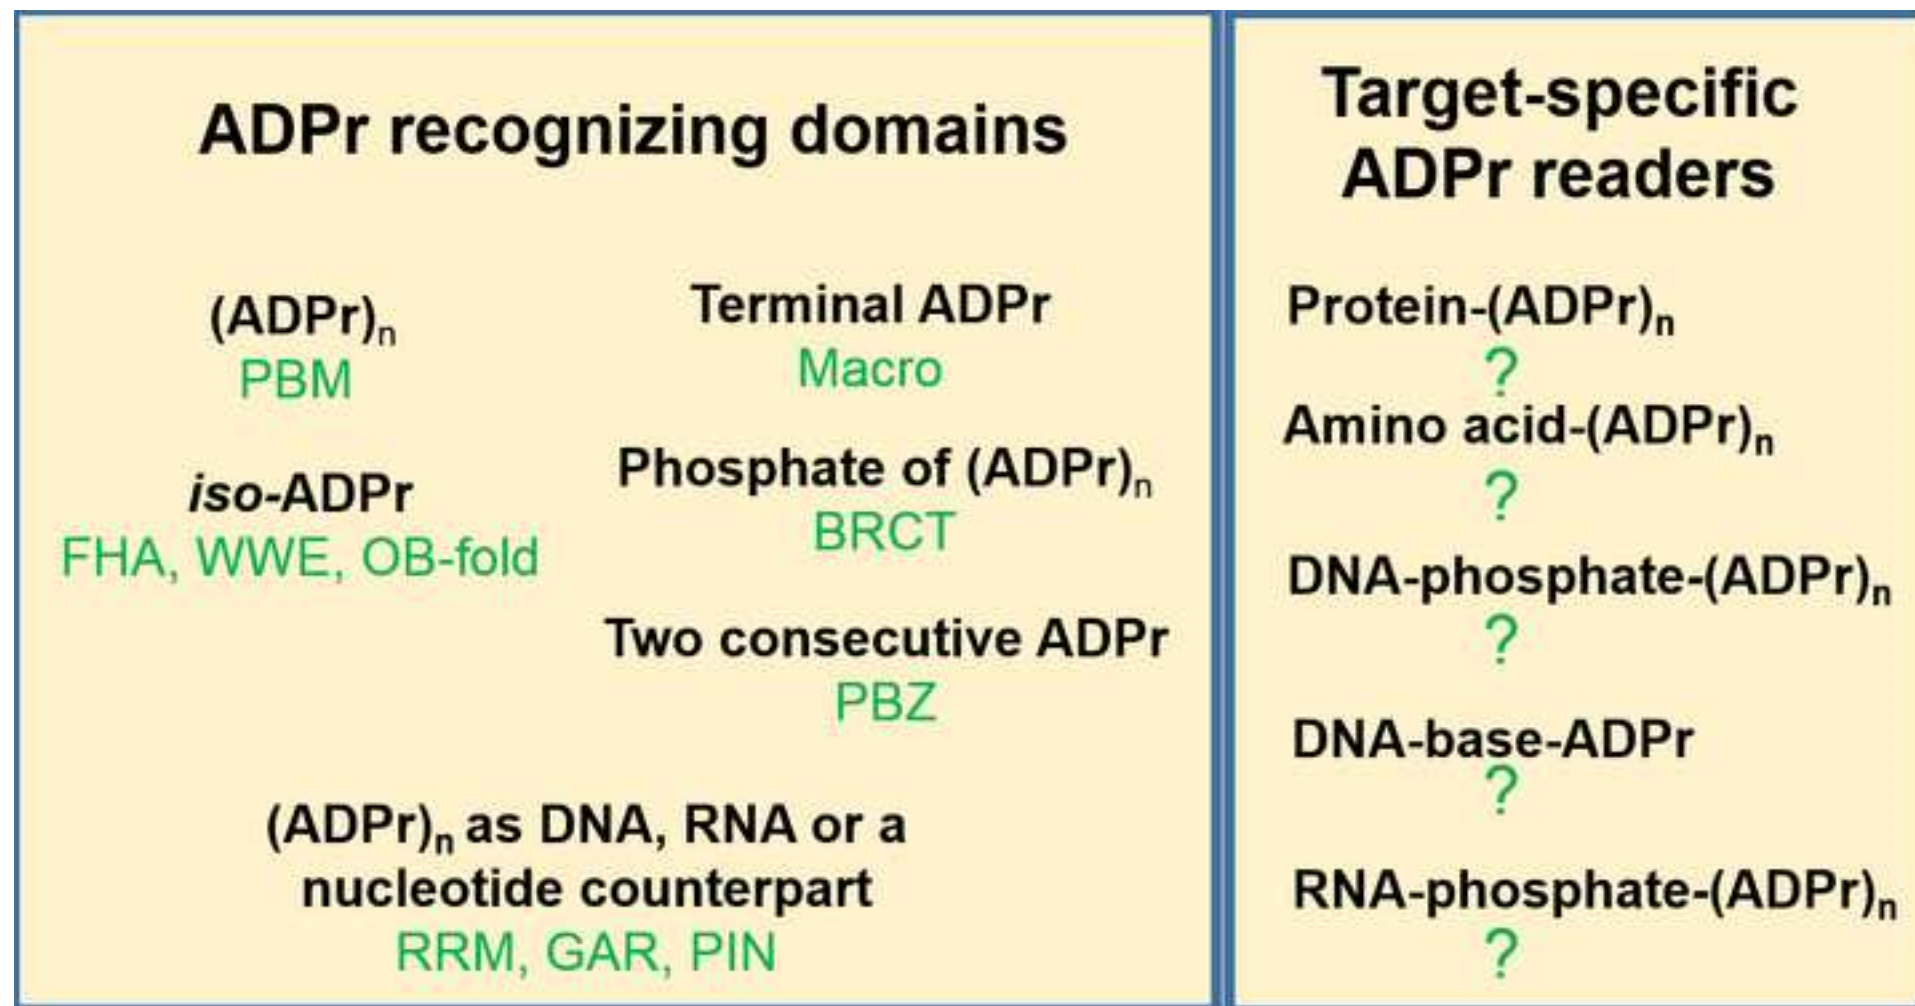 ADPr recognizing domains
(ADPr)n
PBM
Terminal ADPr
Macro
iso-ADPr
FHA, WWE, OB-fold
Phosphate of (ADPr)n
BRCT
Two consecutive ADPr
PBZ
(ADPr)n as DNA, RNA or a
nucleotide counterpart
RRM, GAR, PIN
Target-specific
ADPr readers
Protein-(ADPr)n
?
Amino acid-(ADPr)n
?
DNA-phosphate-(ADPr)n
?
DNA-base-ADPr
?
RNA-phosphate-(ADPr)n
?